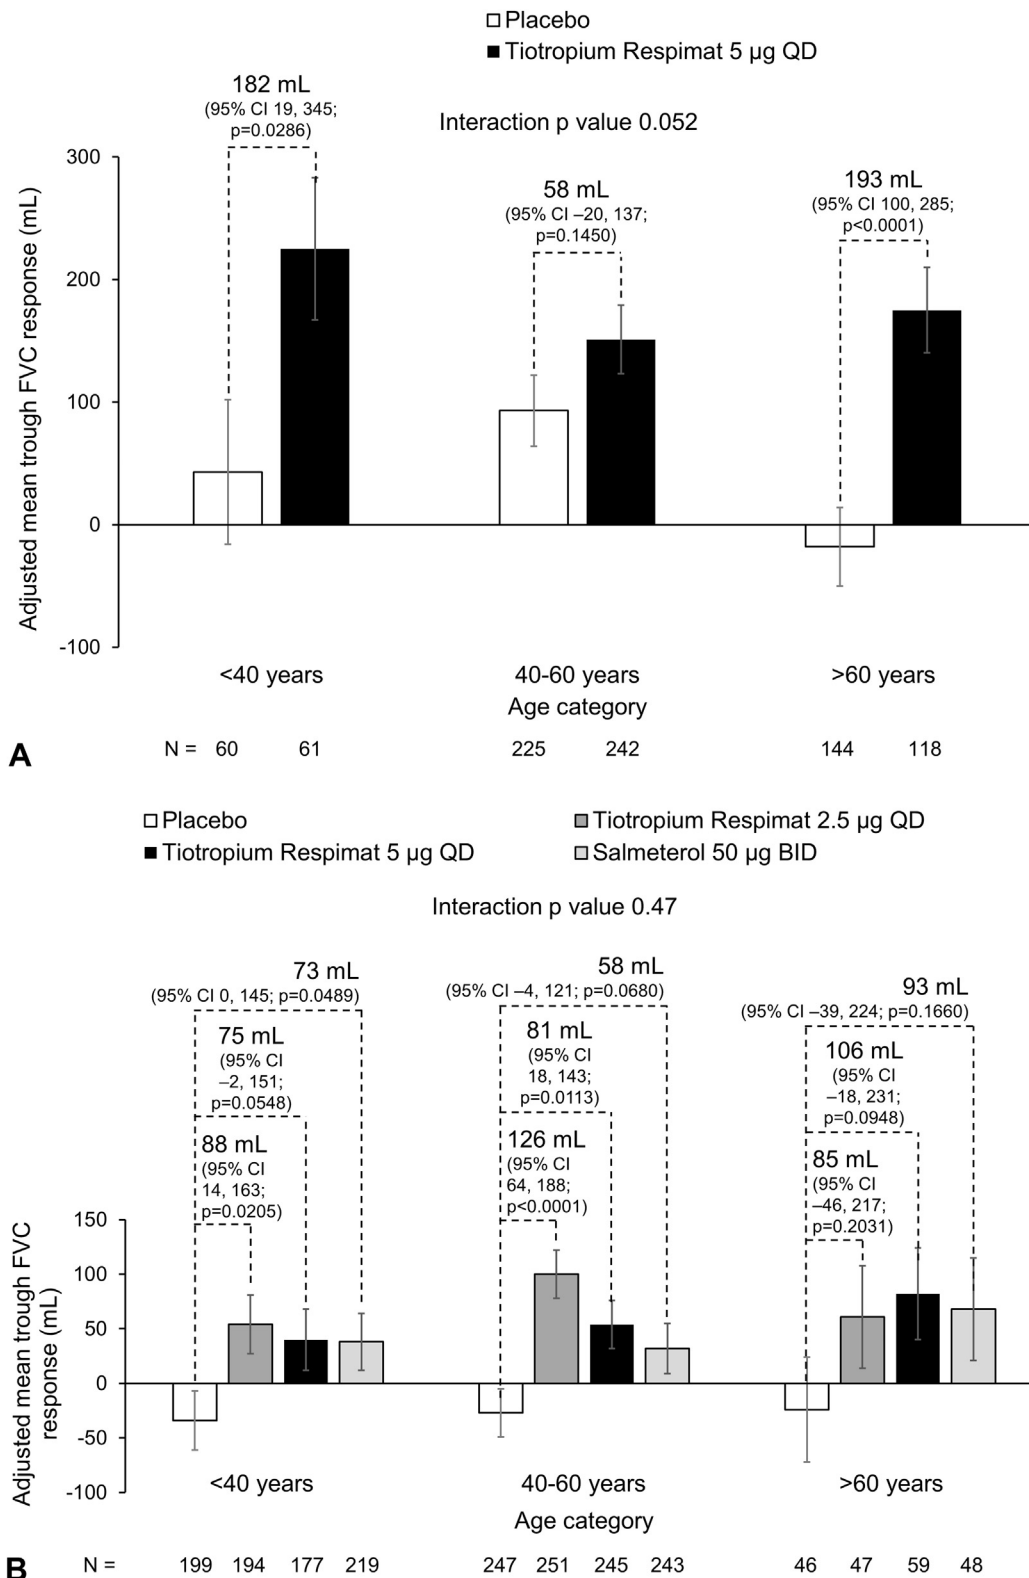 Placebo
Tiotropium Respimat 5 µg QD
182 mL
(95% CI 19, 345;
p=0.0286)
Interaction p value 0.052
58 mL
(95% CI –20, 137;
p=0.1450)
193 mL
(95% CI 100, 285;
p<0.0001)
Adjusted mean trough FVC response (mL)
300
200
100
0
-100
<40 years
40-60 years
>60 years
Age category
N = 60 61 225 242 144 118
A
Placebo
Tiotropium Respimat 2.5 µg QD
Tiotropium Respimat 5 µg QD
Salmeterol 50 µg BID
Interaction p value 0.47
73 mL
(95% CI 0, 145; p=0.0489)
75 mL
(95% CI
–2, 151;
p=0.0548)
88 mL
(95% CI
14, 163;
p=0.0205)
58 mL
(95% CI –4, 121; p=0.0680)
81 mL
(95% CI
18, 143;
p=0.0113)
126 mL
(95% CI
64, 188;
p<0.0001)
93 mL
(95% CI –39, 224; p=0.1660)
106 mL
(95% CI
–18, 231;
p=0.0948)
85 mL
(95% CI
–46, 217;
p=0.2031)
Adjusted mean trough FVC
response (mL)
150
100
50
0
-50
-100
<40 years
40-60 years
>60 years
Age category
N = 199 194 177 219 247 251 245 243 46 47 59 48
B